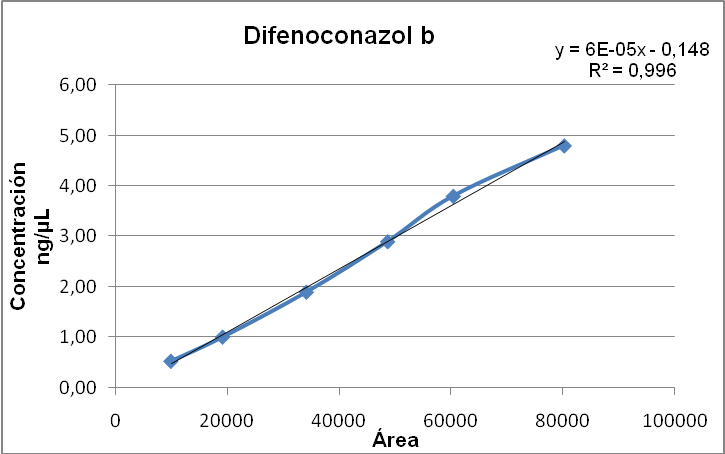 Difenoconazol b
y = 6E-05x - 0,148
R² = 0,996
6,00
5,00
4,00
3,00
2,00
1,00
0,00
Concentración
ng/µL
0 20000 40000 60000 80000 100000
Área